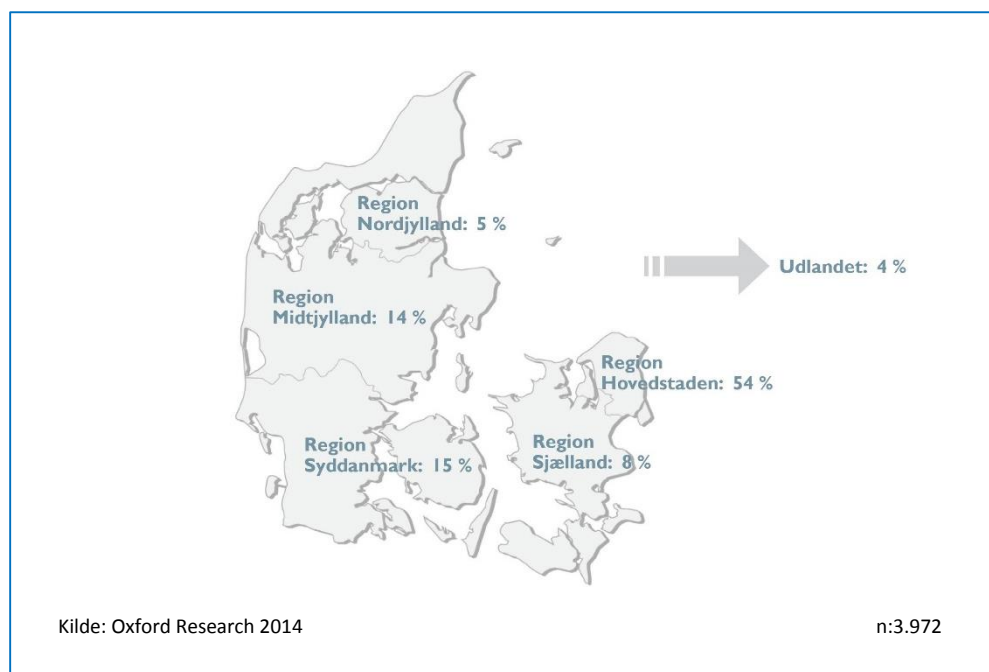 Region
Nordjylland: 5 %
Udlandet: 4 %
Region
Midtjylland: 14 %
Region
Hovedstaden: 54 %
Region
Syddanmark: 15 %
Region
Sjælland: 8 %
Kilde: Oxford Research 2014
n:3.972